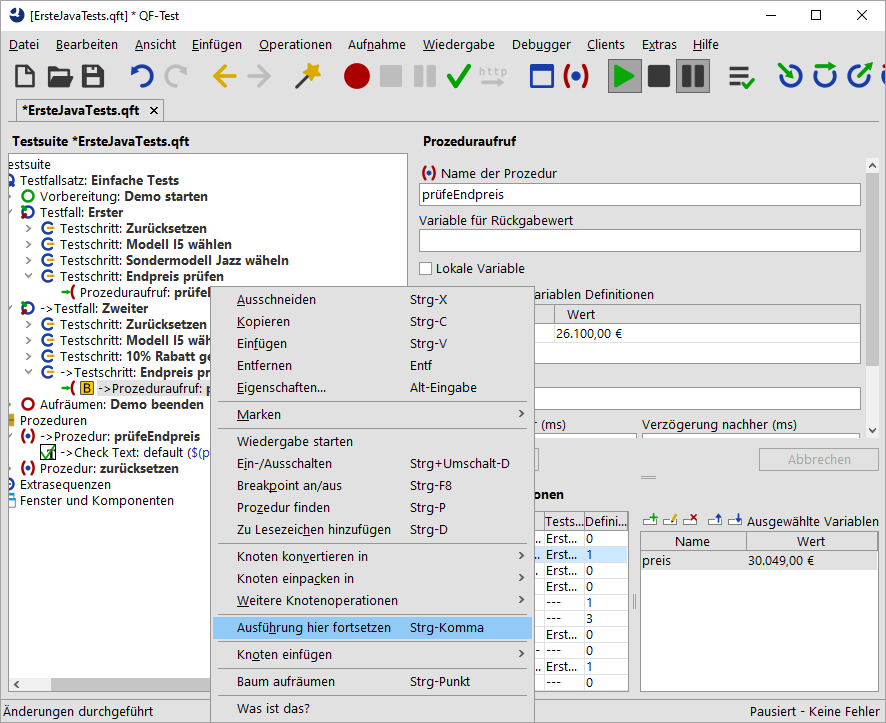 [ErsteJavaTests.qft] * QF-Test
Datei Bearbeiten Ansicht Einfügen Operationen Aufnahme Wiedergabe Debugger Clients Extras Hilfe
http
*ErsteJavaTests.qft
Testsuite *ErsteJavaTests.qft
estsuite
Testfallsatz: Einfache Tests
Vorbereitung: Demo starten
Testfall: Erster
Testschritt: Zurücksetzen
Testschritt: Modell I5 wählen
Testschritt: Sondermodell Jazz wäheln
Testschritt: Endpreis prüfen
Prozeduraufruf: prüfe
->Testfall: Zweiter
Testschritt: Zurücksetzen
Testschritt: Modell I5 wäh
Testschritt: 10% Rabatt ge
->Testschritt: Endpreis pr
B ->Prozeduraufruf: p
Aufräumen: Demo beenden
Prozeduren
->Prozedur: prüfeEndpreis
->Check Text: default ($(p
Prozedur: zurücksetzen
Extrasequenzen
Fenster und Komponenten
Prozeduraufruf
Name der Prozedur
prüfeEndpreis
Variable für Rückgabewert
Lokale Variable
ariablen Definitionen
Wert
26.100,00 €
r (ms) Verzögerung nachher (ms)
Abbrechen
Ausschneiden Strg-X
Kopieren Strg-C
Einfügen Strg-V
Entfernen Entf
Eigenschaften... Alt-Eingabe
Marken
Wiedergabe starten
Ein-/Ausschalten Strg+Umschalt-D
Breakpoint an/aus Strg-F8
Prozedur finden Strg-P
Zu Lesezeichen hinzufügen Strg-D
Knoten konvertieren in
Knoten einpacken in
Weitere Knotenoperationen
Ausführung hier fortsetzen Strg-Komma
Knoten einfügen
Baum aufräumen Strg-Punkt
Was ist das?
onen
Tests... Defini...
.. Erst... 0
.. Erst... 1
.. Erst... 0
.. Erst... 0
--- 1
--- 3
Erst... 0
- Erst... 0
.. Erst... 1
.. --- 0
Ausgewählte Variablen
Name Wert
preis 30.049,00 €
Änderungen durchgeführt
Pausiert - Keine Fehler